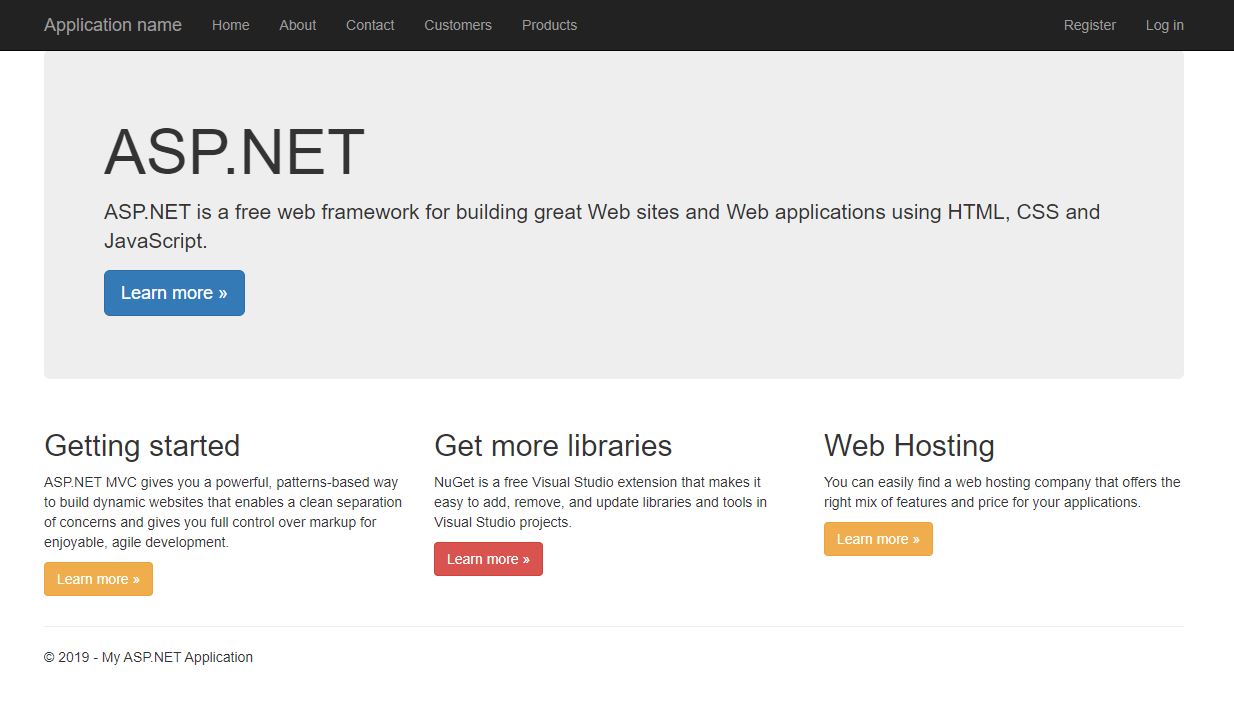 Application name Home About Contact Customers Products Register Log in
ASP.NET
ASP.NET is a free web framework for building great Web sites and Web applications using HTML, CSS and
JavaScript.
Learn more »
Getting started
ASP.NET MVC gives you a powerful, patterns-based way
to build dynamic websites that enables a clean separation
of concerns and gives you full control over markup for
enjoyable, agile development.
Learn more »
Get more libraries
NuGet is a free Visual Studio extension that makes it
easy to add, remove, and update libraries and tools in
Visual Studio projects.
Learn more »
Web Hosting
You can easily find a web hosting company that offers the
right mix of features and price for your applications.
Learn more »
© 2019 - My ASP.NET Application